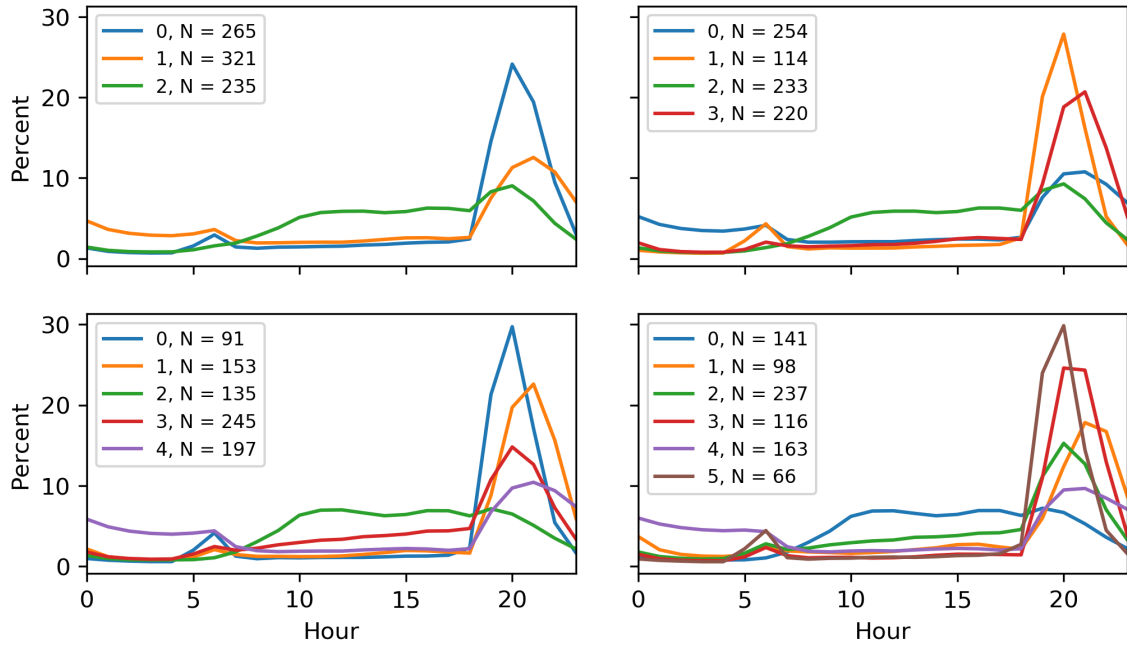 30
20
10
0
Percent
0, N = 265
1, N = 321
2, N = 235
0, N = 254
1, N = 114
2, N = 233
3, N = 220
30
20
10
0
Percent
0, N = 91
1, N = 153
2, N = 135
3, N = 245
4, N = 197
0, N = 141
1, N = 98
2, N = 237
3, N = 116
4, N = 163
5, N = 66
0 5 10 15 20
Hour
0 5 10 15 20
Hour